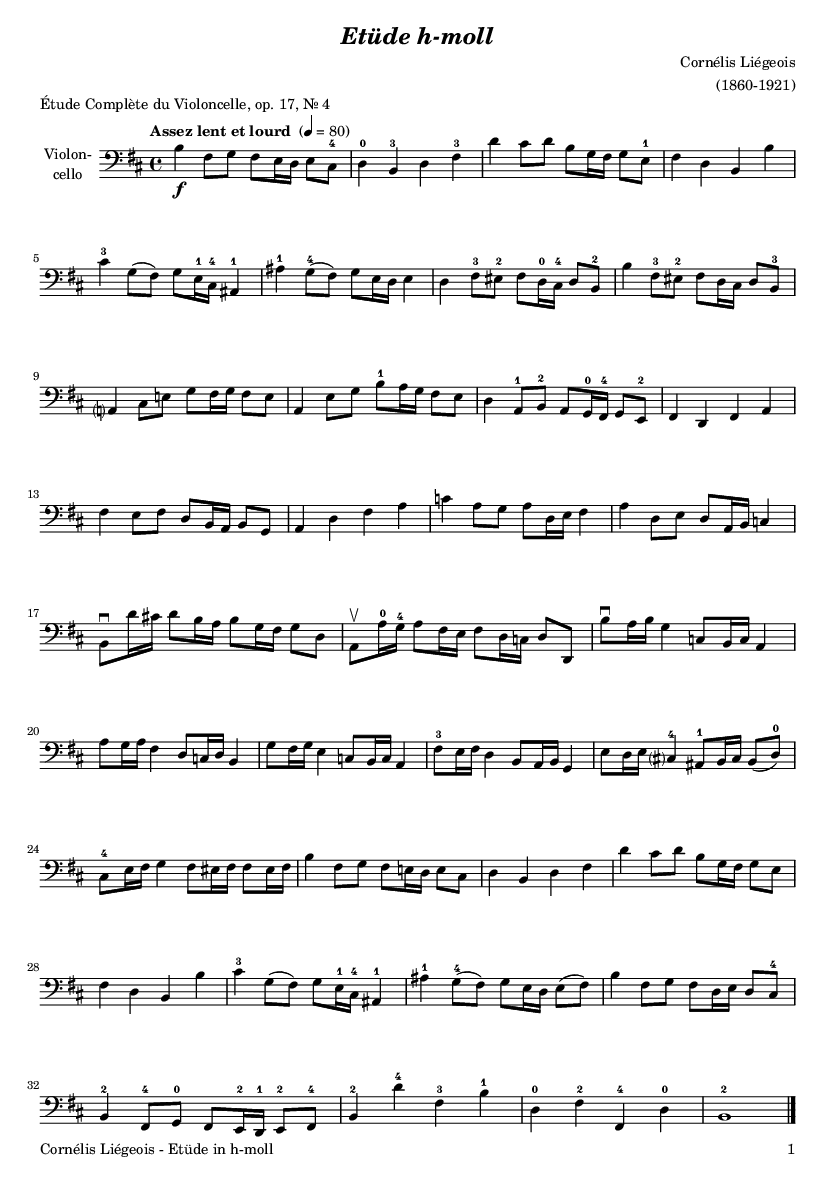 Etüde h-moll
Cornélis Liégeois
(1860-1921)
Étude Complète du Violoncelle, op. 17, № 4
Assez lent et lourd (♩ = 80)
Violon-
cello
4 0 3 3 1
f
5
3 1 4 1 1 4 3 2 0 4 2 3 2 3
9
1 1 2 0 4 2
13
17
0 4
20
3 4 1 0
24
4
28
3 1 4 1 1 4 4
32
2 4 0 2 1 2 4 2 4 3 1 0 2 4 0 2
Cornélis Liégeois - Etüde in h-moll 1